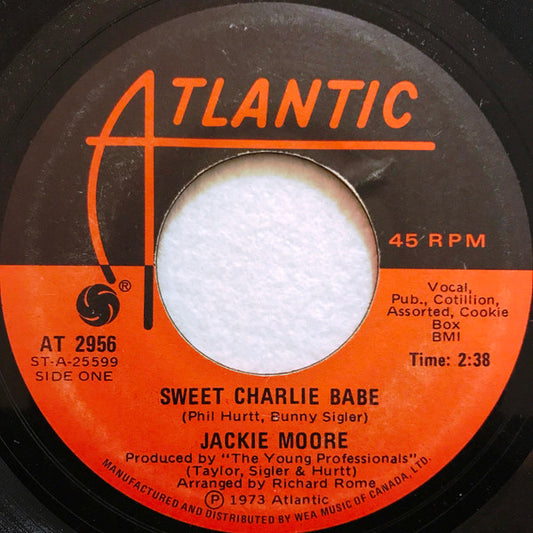 ATLANTIC
45 RPM
®
Vocal,
Pub., Cotillion,
Assorted, Cookie
Box
BMI
AT 2956
ST-A-25599
SIDE ONE
Time: 2:38
SWEET CHARLIE BABE
(Phil Hurtt, Bunny Sigler)
JACKIE MOORE
Produced by "The Young Professionals"
(Taylor, Sigler & Hurtt)
Arranged by Richard Rome
℗ 1973 Atlantic
MANUFACTURED AND DISTRIBUTED BY WEA MUSIC OF CANADA, LTD.